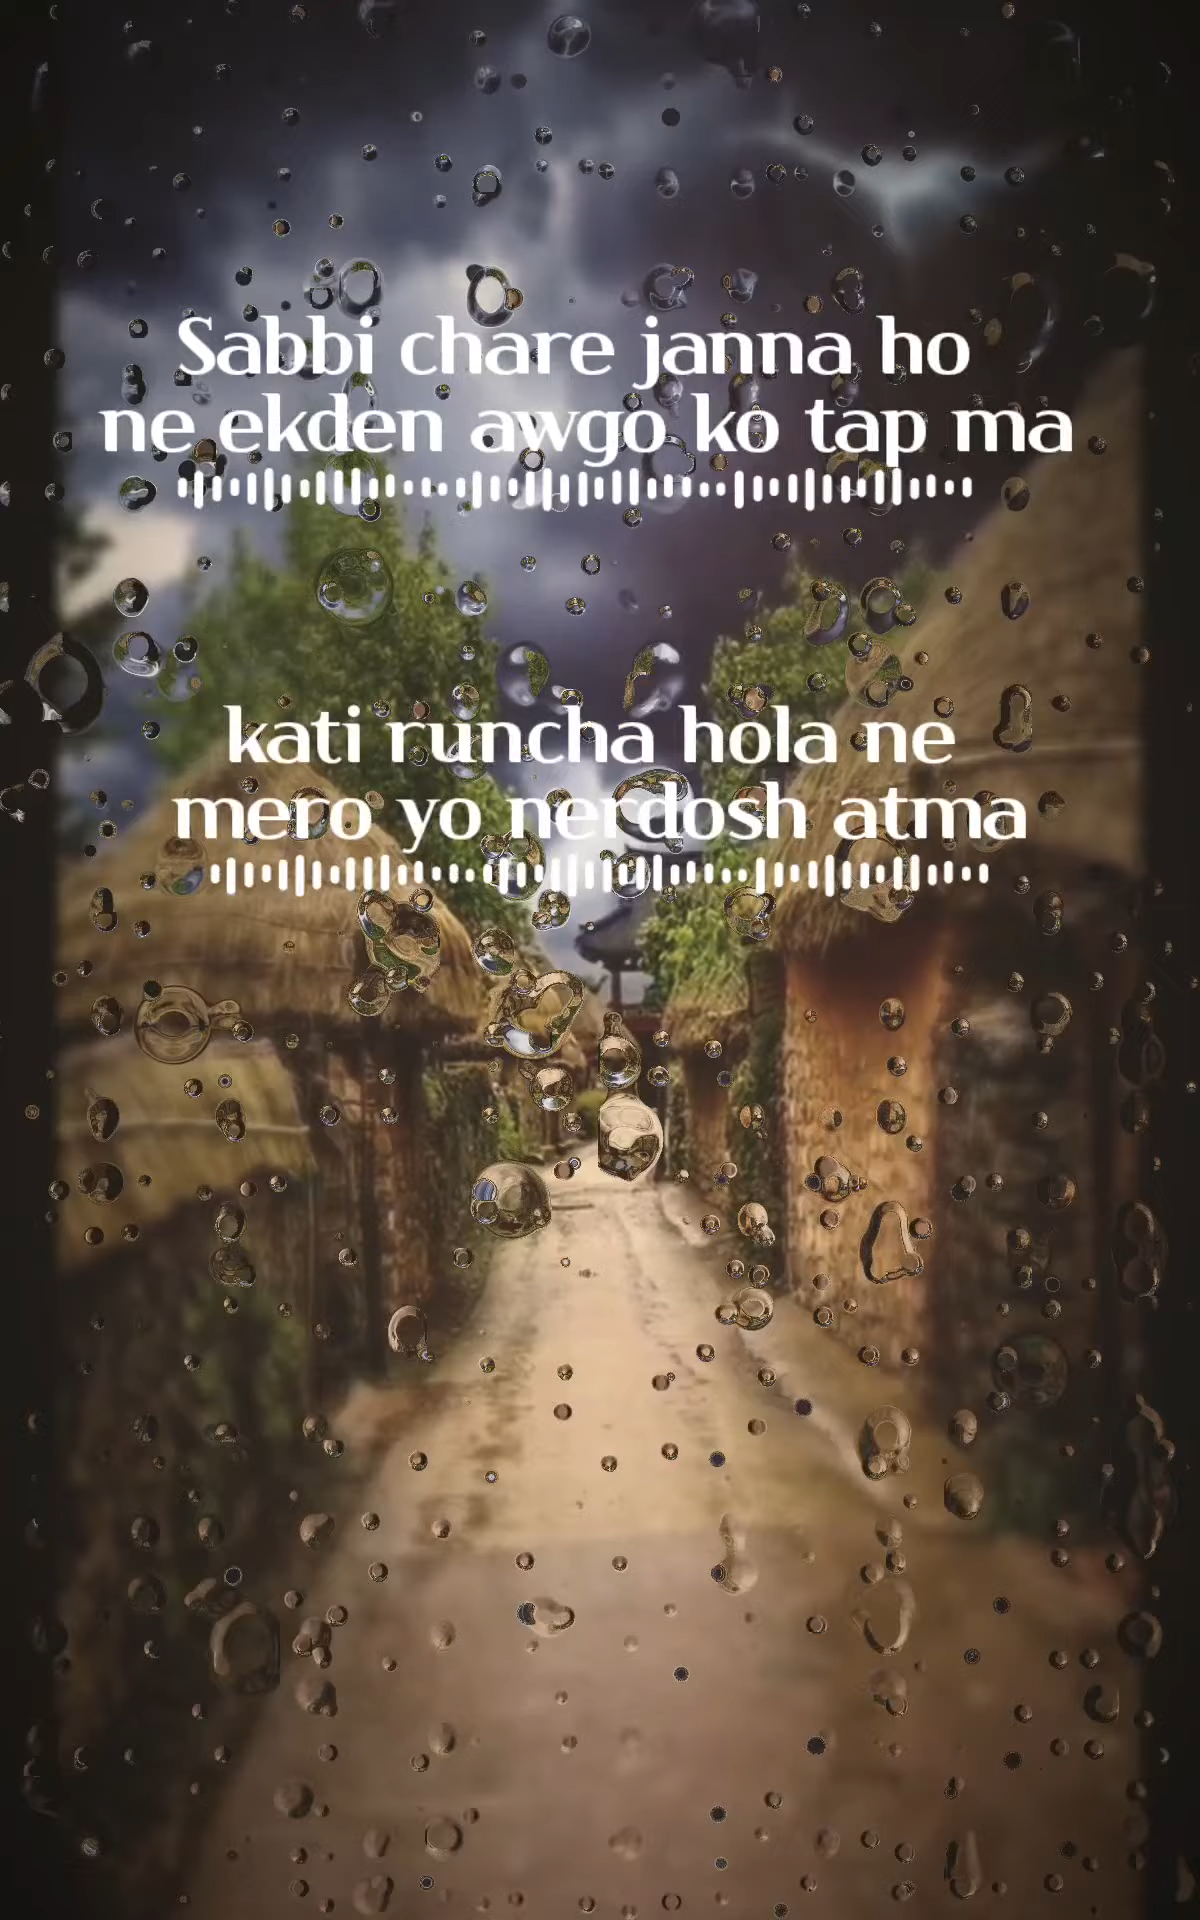 Sabbi chare janna ho
ne ekden awgo ko tap ma
kati runcha hola ne
mero yo nerdosh atma